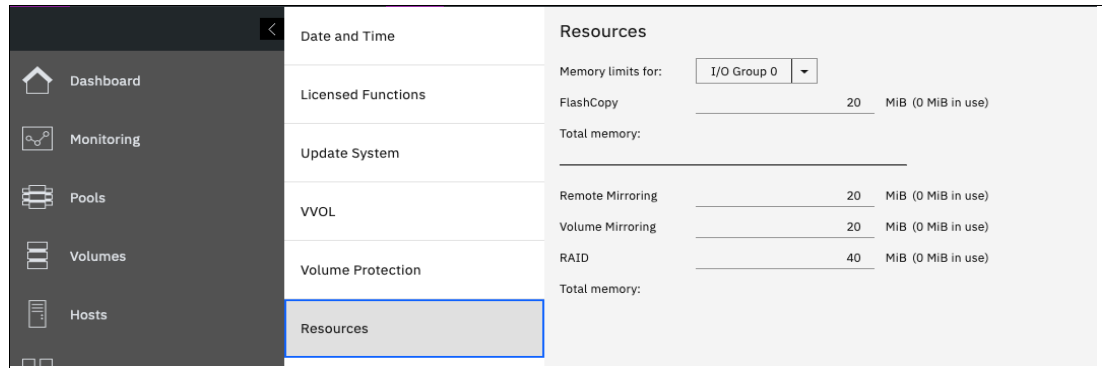 Dashboard
Monitoring
Pools
Volumes
Hosts
Date and Time
Licensed Functions
Update System
VVOL
Volume Protection
Resources
Resources
Memory limits for: I/O Group 0
FlashCopy 20 MiB (0 MiB in use)
Total memory:
Remote Mirroring 20 MiB (0 MiB in use)
Volume Mirroring 20 MiB (0 MiB in use)
RAID 40 MiB (0 MiB in use)
Total memory: